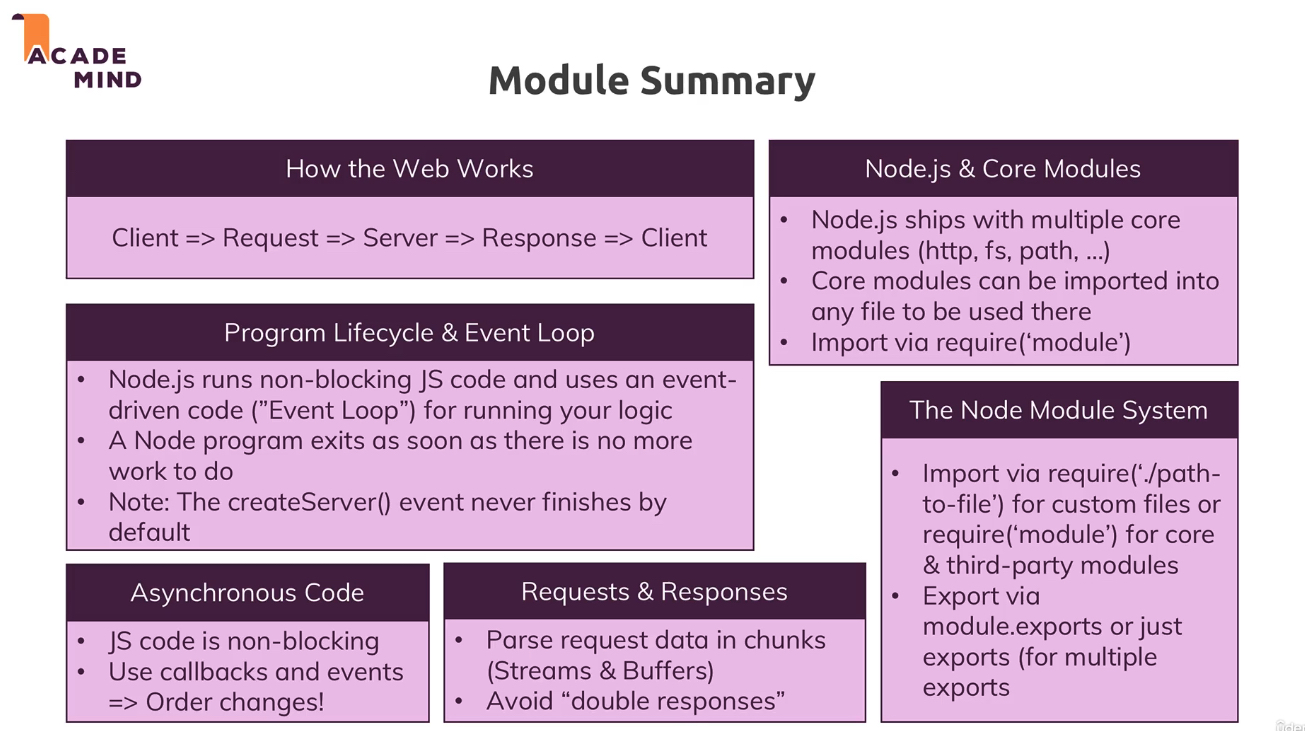 ACADE
MIND
Module Summary
How the Web Works
Client => Request => Server => Response => Client
Program Lifecycle & Event Loop
• Node.js runs non-blocking JS code and uses an event-
driven code (”Event Loop”) for running your logic
• A Node program exits as soon as there is no more
work to do
• Note: The createServer() event never finishes by
default
Asynchronous Code
• JS code is non-blocking
• Use callbacks and events
=> Order changes!
Requests & Responses
• Parse request data in chunks
(Streams & Buffers)
• Avoid “double responses”
Node.js & Core Modules
• Node.js ships with multiple core
modules (http, fs, path, …)
• Core modules can be imported into
any file to be used there
• Import via require(‘module’)
The Node Module System
• Import via require(‘./path-
to-file’) for custom files or
require(‘module’) for core
& third-party modules
• Export via
module.exports or just
exports (for multiple
exports